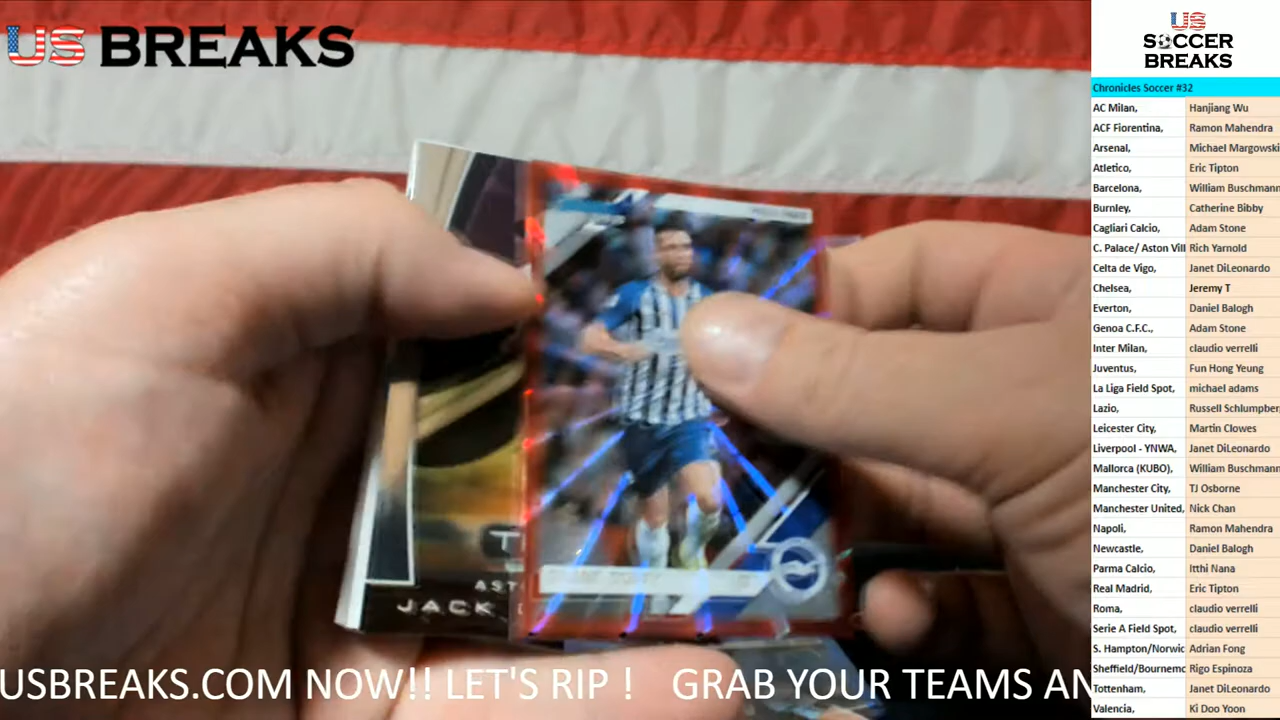 US BREAKS
US
SOCCER
BREAKS
Chronicles Soccer #32
AC Milan, Hanjiang Wu
ACF Fiorentina, Ramon Mahendra
Arsenal, Michael Margowski
Atletico, Eric Tipton
Barcelona, William Buschmann
Burnley, Catherine Bibby
Cagliari Calcio, Adam Stone
C. Palace/ Aston Vill Rich Yarnold
Celta de Vigo, Janet DiLeonardo
Chelsea, Jeremy T
Everton, Daniel Balogh
Genoa C.F.C., Adam Stone
Inter Milan, claudio verrelli
Juventus, Fun Hong Yeung
La Liga Field Spot, michael adams
Lazio, Russell Schlumper
Leicester City, Martin Clowes
Liverpool - YNWA, Janet DiLeonardo
Mallorca (KUBO), William Buschmann
Manchester City, TJ Osborne
Manchester United, Nick Chan
Napoli, Ramon Mahendra
Newcastle, Daniel Balogh
Parma Calcio, Itthi Nana
Real Madrid, Eric Tipton
Roma, claudio verrelli
Serie A Field Spot, claudio verrelli
S. Hampton/Norwic Adrian Fong
Sheffield/Bournemc Rigo Espinoza
Tottenham, Janet DiLeonardo
Valencia, Ki Doo Yoon
AST
JACK
USBREAKS.COM NOW!! LET'S RIP ! GRAB YOUR TEAMS AN